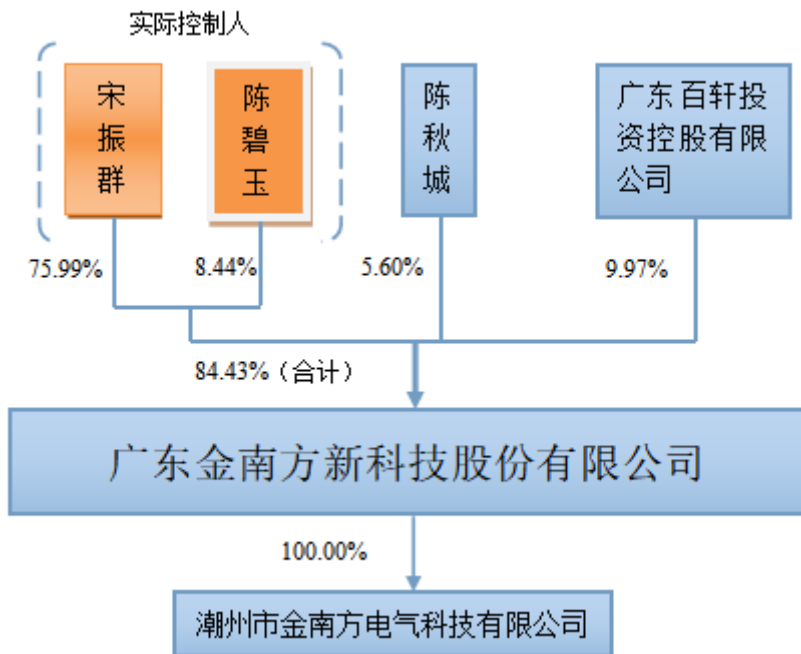 实际控制人
宋振群
陈碧玉
陈秋城
广东百轩投
资控股有限
公司
75.99%
8.44%
5.60%
9.97%
84.43%（合计）
广东金南方新科技股份有限公司
100.00%
潮州市金南方电气科技有限公司